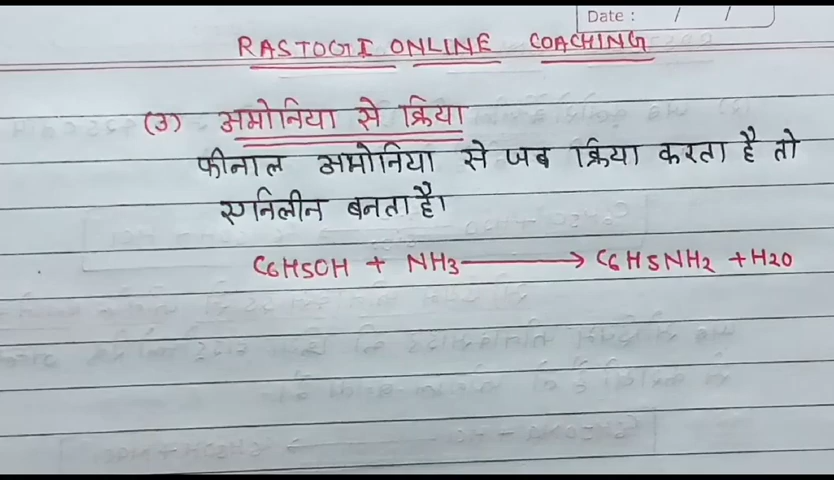 Date : / /
RASTOGI ONLINE COACHING
(3) अमोनिया से क्रिया
फीनाल अमोनिया से जब क्रिया करता है तो
एनिलीन बनता है।
C6H5OH + NH3 ⟶ C6H5NH2 + H2O